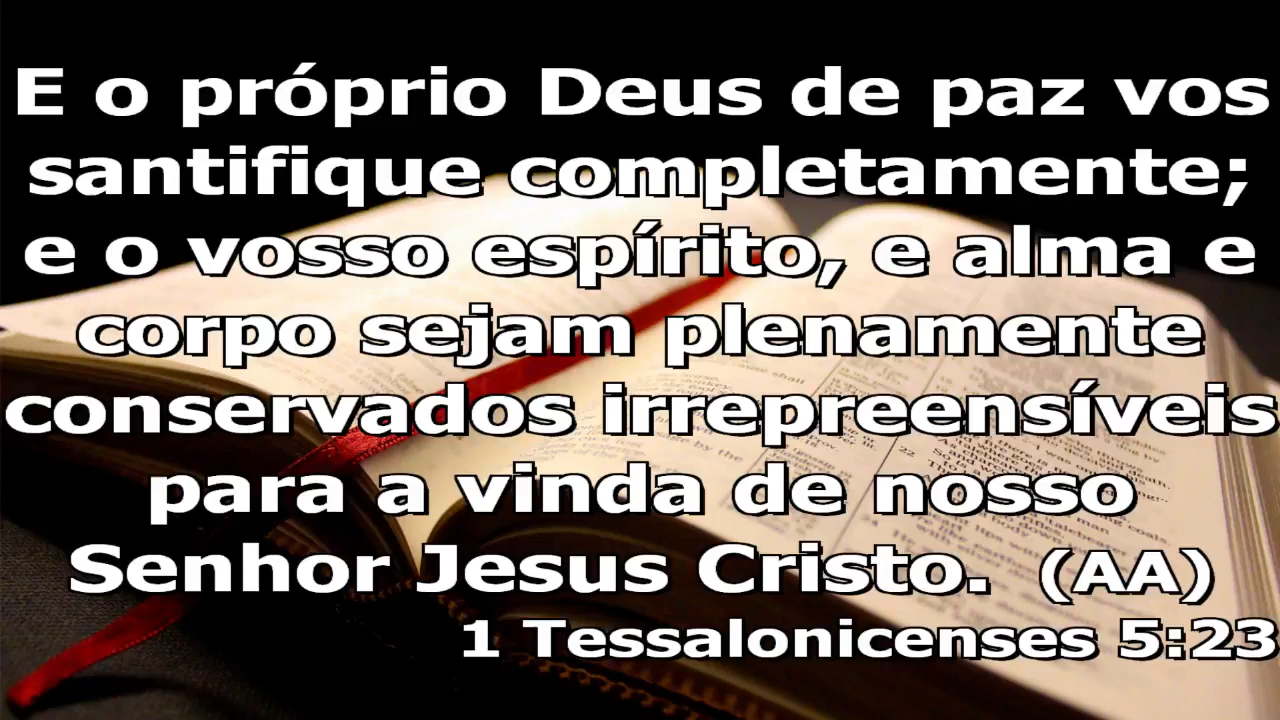 E o próprio Deus de paz vos
santifique completamente;
e o vosso espírito, e alma e
corpo sejam plenamente
conservados irrepreensíveis
para a vinda de nosso
Senhor Jesus Cristo. (AA)
1 Tessalonicenses 5:23